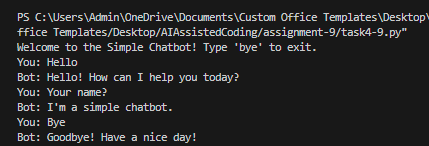 PS C:\Users\Admin\OneDrive\Documents\Custom Office Templates\Desktop\
ffice Templates/Desktop/AIAssistedCoding/assignment-9/task4-9.py"
Welcome to the Simple Chatbot! Type 'bye' to exit.
You: Hello
Bot: Hello! How can I help you today?
You: Your name?
Bot: I'm a simple chatbot.
You: Bye
Bot: Goodbye! Have a nice day!